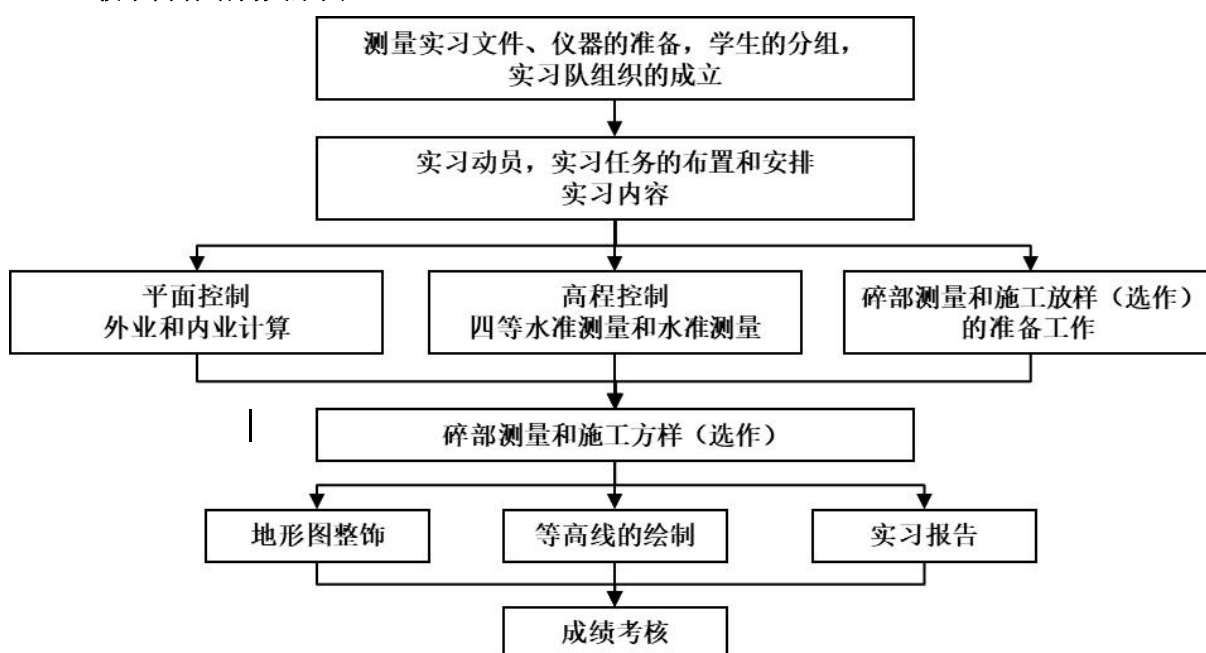 测量实习文件、仪器的准备，学生的分组，
实习队组织的成立
实习动员，实习任务的布置和安排
实习内容
平面控制
外业和内业计算
高程控制
四等水准测量和水准测量
碎部测量和施工放样（选作）
的准备工作
碎部测量和施工方样（选作）
地形图整饰
等高线的绘制
实习报告
成绩考核